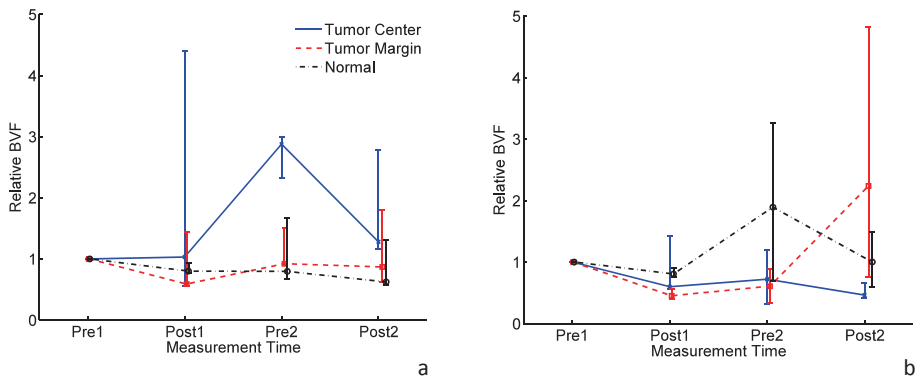 5
4
3
2
1
0
Relative BVF
Tumor Center
Tumor Margin
Normal
Pre1 Post1 Pre2 Post2
Measurement Time
a
5
4
3
2
1
0
Relative BVF
Pre1 Post1 Pre2 Post2
Measurement Time
b